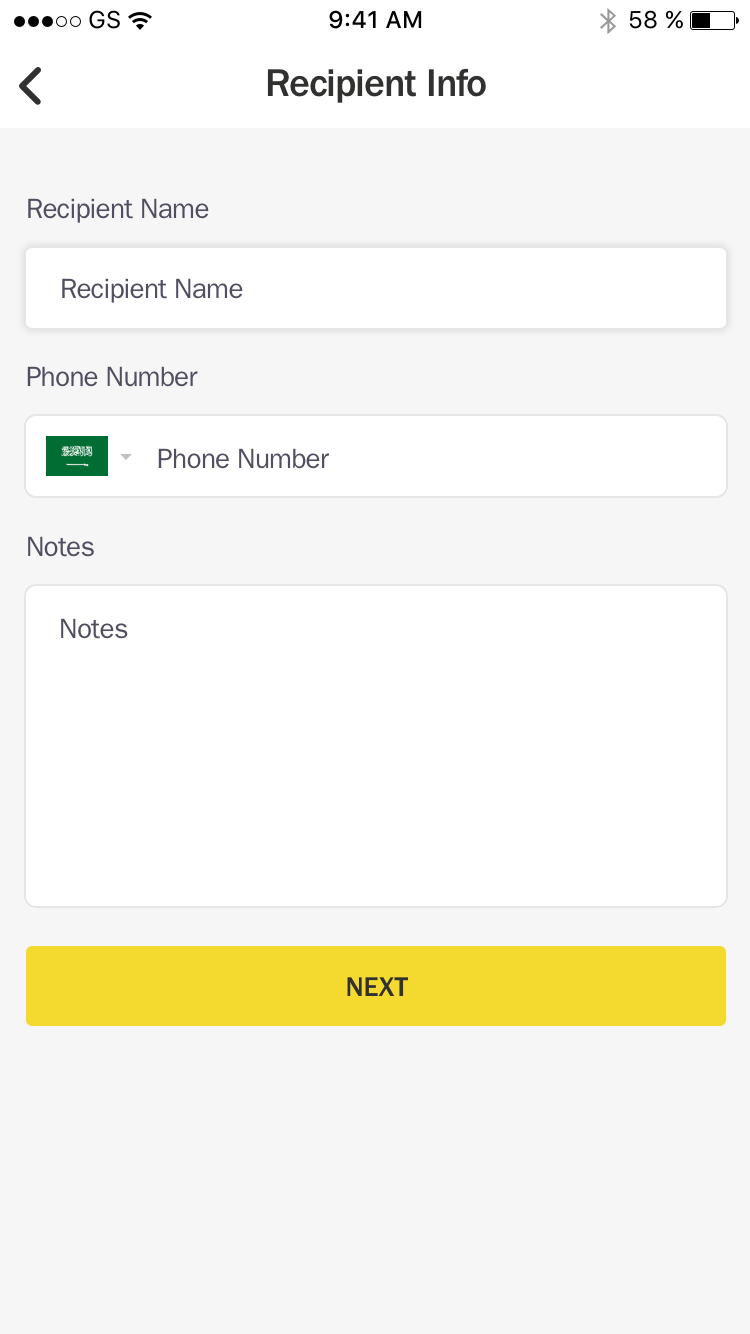 GS 9:41 AM 58 %
Recipient Info
Recipient Name
Recipient Name
Phone Number
Phone Number
Notes
Notes
NEXT